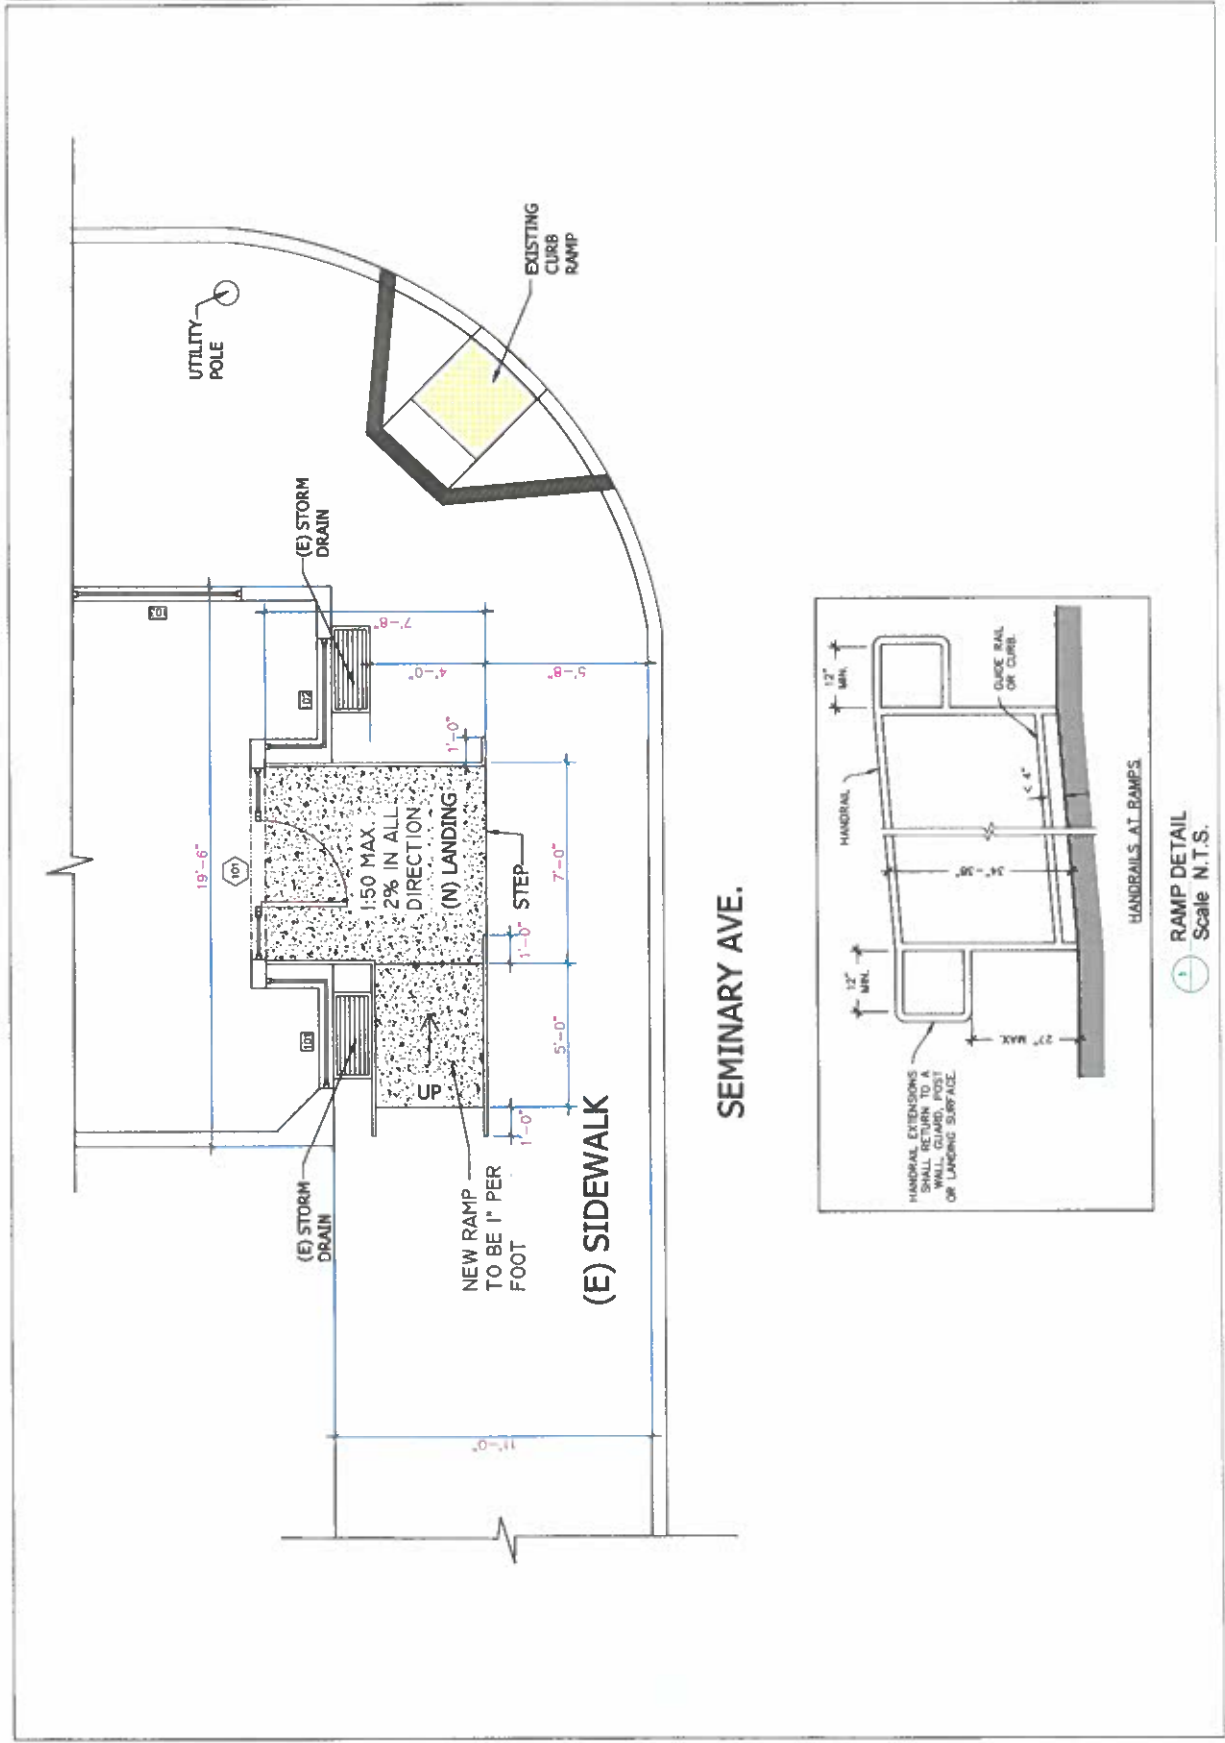 UTILITY
POLE
EXISTING
CURB
RAMP
(E) STORM
DRAIN
103
102
7'-8"
4'-0"
5'-8"
1'-0"
19'-6"
101
1:50 MAX.
2% IN ALL
DIRECTION
(N) LANDING
STEP
7'-0"
1'-0"
101
UP
5'-0"
1'-0"
(E) STORM
DRAIN
NEW RAMP
TO BE 1" PER
FOOT
(E) SIDEWALK
11'-0"
SEMINARY AVE.
12"
MIN.
HANDRAIL
GUIDE RAIL
OR CURB.
< 4"
34"-38"
12"
MIN.
27" MAX.
HANDRAIL EXTENSIONS
SHALL RETURN TO A
WALL, GUARD, POST
OR LANDING SURFACE.
HANDRAILS AT RAMPS
1
RAMP DETAIL
Scale N.T.S.